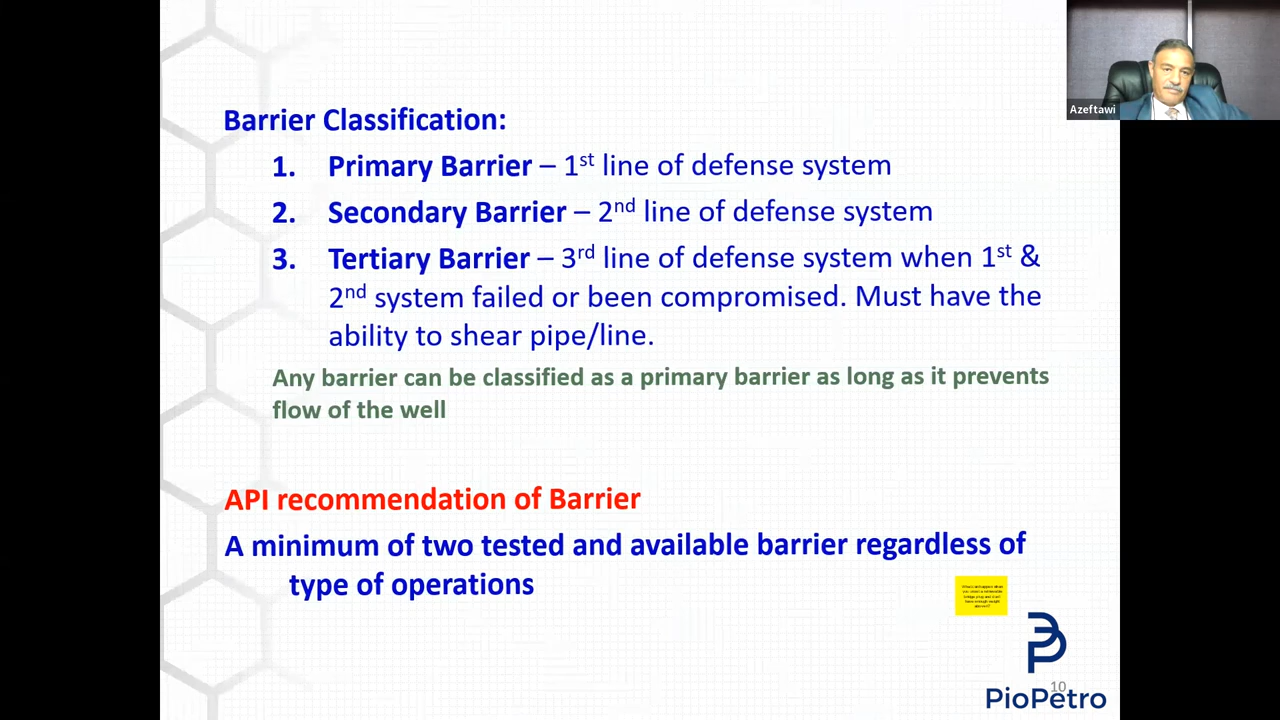 Azeftawi
Barrier Classification:
1. Primary Barrier – 1st line of defense system
2. Secondary Barrier – 2nd line of defense system
3. Tertiary Barrier – 3rd line of defense system when 1st &
2nd system failed or been compromised. Must have the
ability to shear pipe/line.
Any barrier can be classified as a primary barrier as long as it prevents
flow of the well
API recommendation of Barrier
A minimum of two tested and available barrier regardless of
type of operations
10
PioPetro